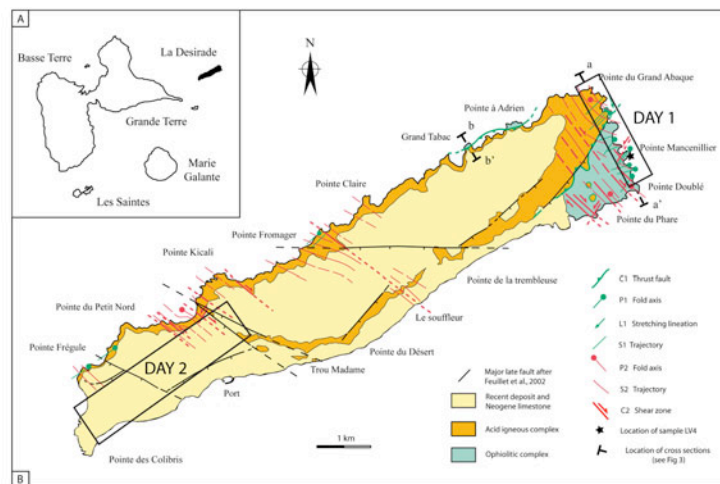 A
Basse Terre
La Desirade
Grande Terre
Marie
Galante
Les Saintes
N
a
Pointe du Grand Abaque
DAY 1
Pointe à Adrien
b
Grand Tabac
b'
Pointe Mancenillier
Pointe Doublé
a'
Pointe du Phare
Pointe Claire
Pointe Fromager
Pointe Kicali
Pointe de la trembleuse
Pointe du Petit Nord
Le souffleur
Pointe Frégule
Pointe du Désert
DAY 2
Trou Madame
Port
Pointe des Colibris
1 km
Major late fault after
Feuillet et al., 2002
Recent deposit and
Neogene limestone
Acid igneous complex
Ophiolitic complex
C1 Thrust fault
P1 Fold axis
L1 Stretching lineation
S1 Trajectory
P2 Fold axis
S2 Trajectory
C2 Shear zone
Location of sample LV4
Location of cross sections
(see Fig 3)
B